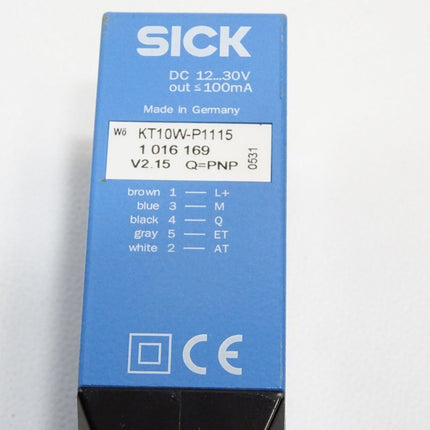 SICK
DC 12...30V
out ≤ 100mA
Made in Germany
Wö KT10W-P1115
1 016 169
V2.15 Q=PNP 0531
brown 1 — L+
blue 3 — M
black 4 — Q
gray 5 — ET
white 2 — AT
CE